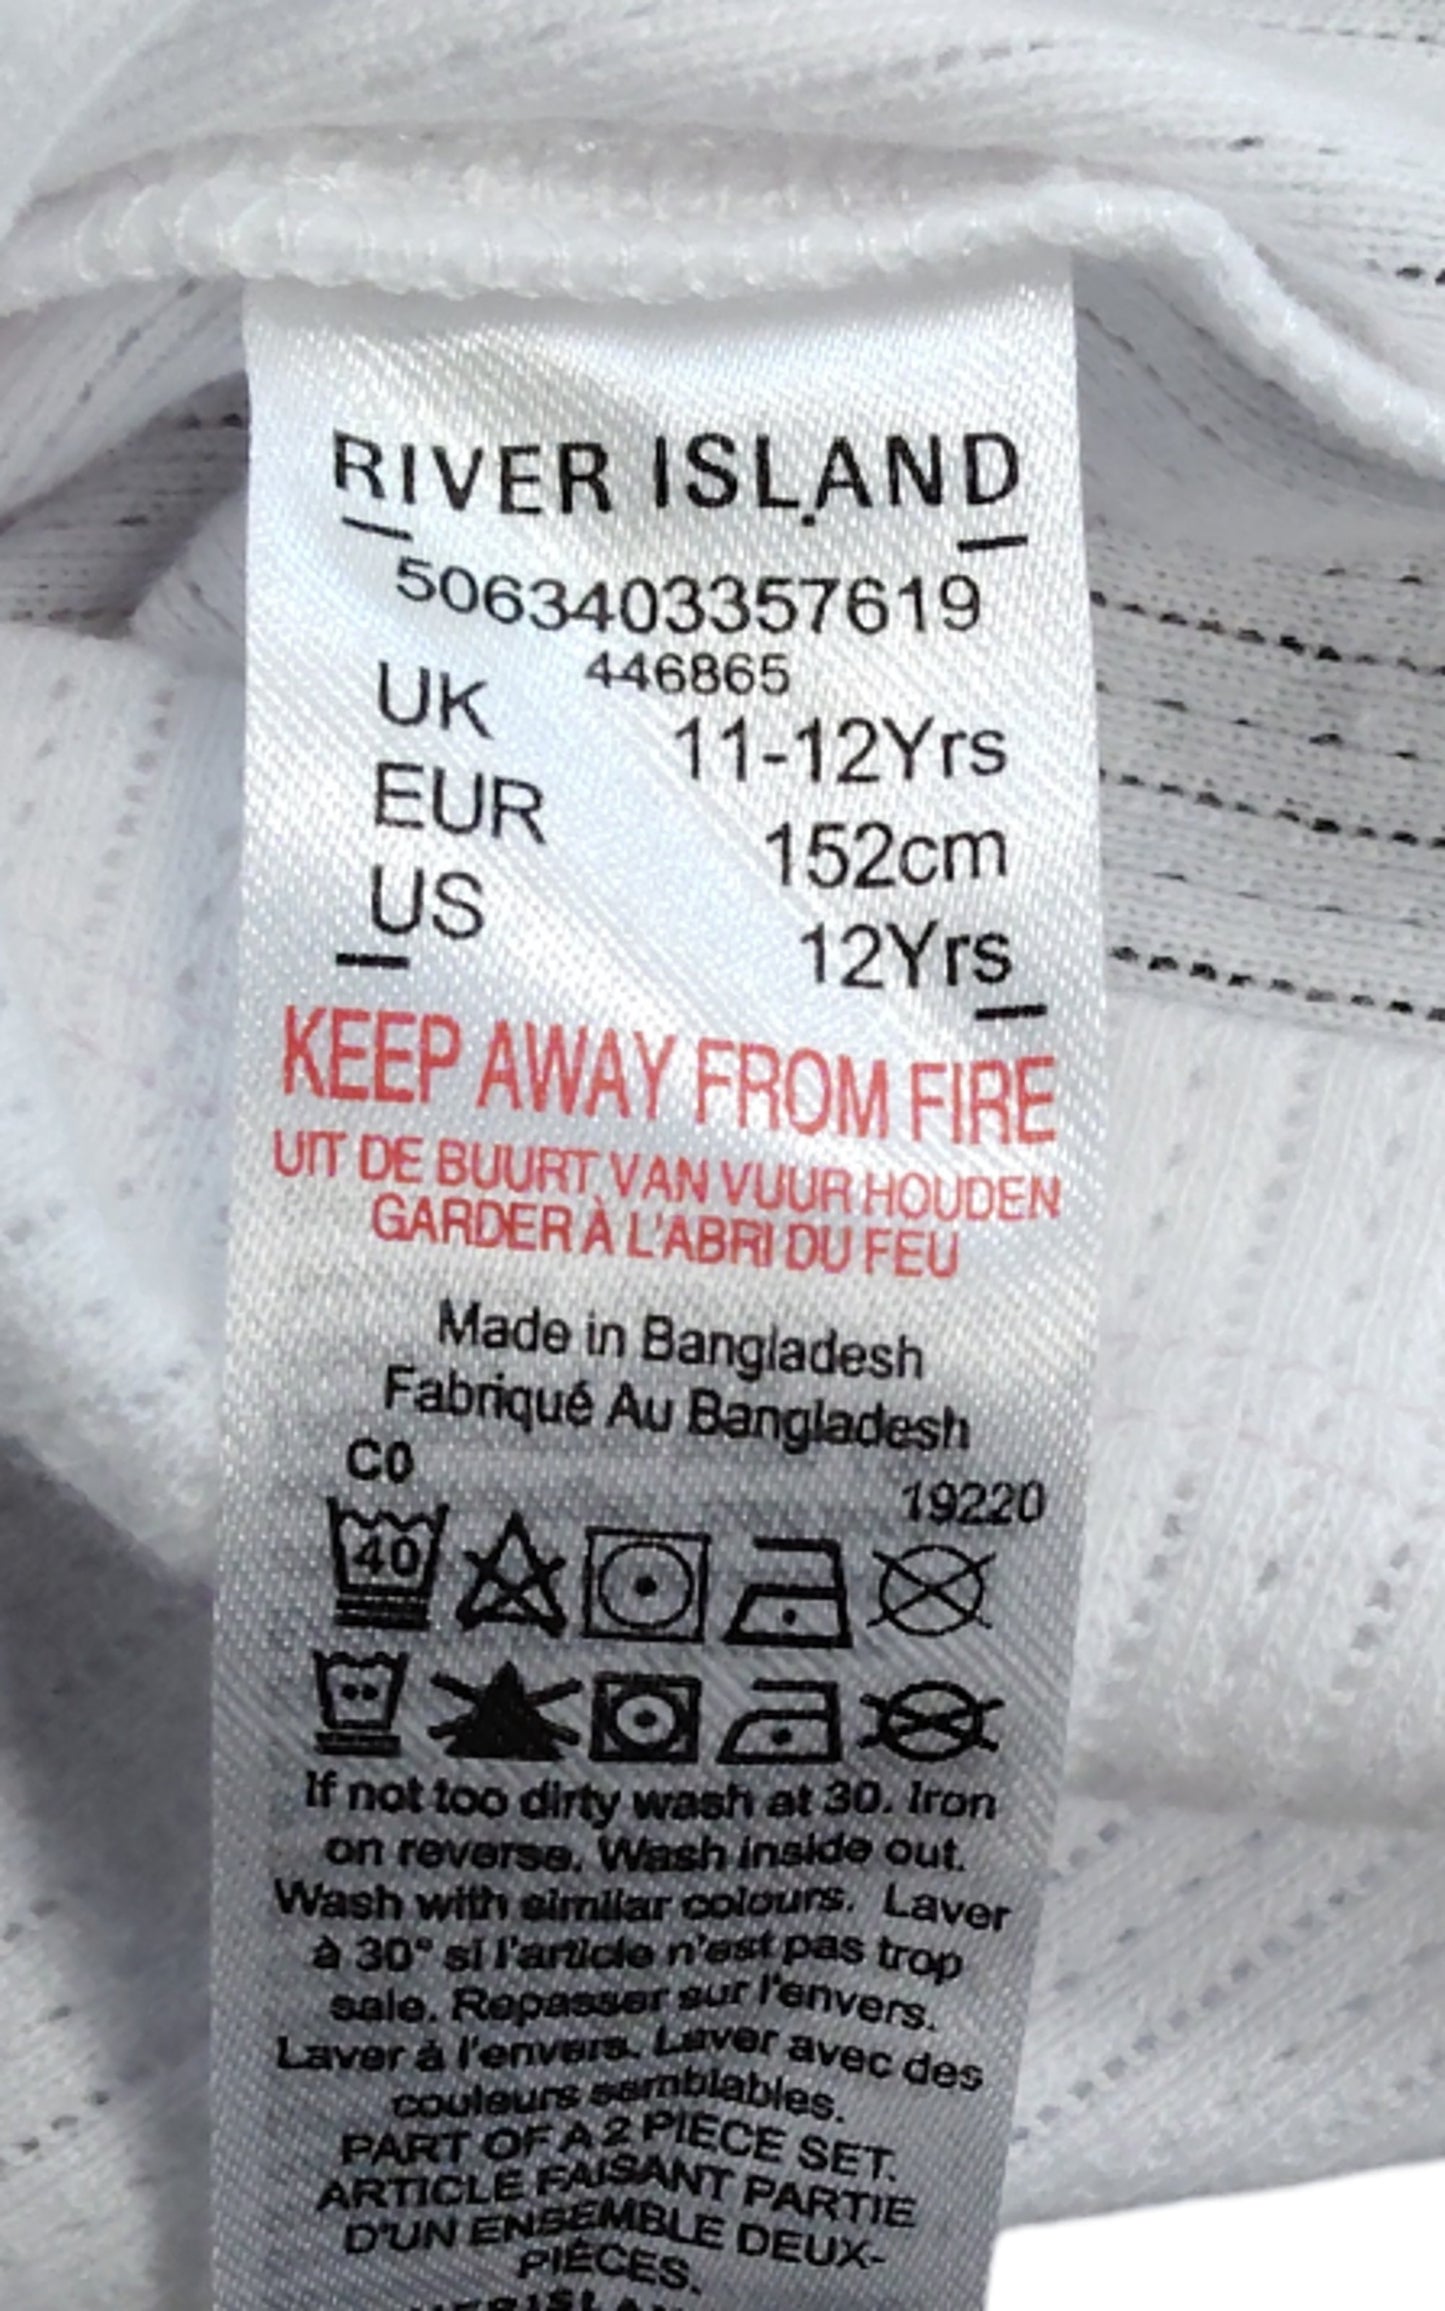 RIVER ISLAND
5063403357619
446865
UK 11-12Yrs
EUR 152cm
US 12Yrs
KEEP AWAY FROM FIRE
UIT DE BUURT VAN VUUR HOUDEN
GARDER À L'ABRI DU FEU
Made in Bangladesh
Fabriqué Au Bangladesh
C0
19220
40
If not too dirty wash at 30. Iron
on reverse. Wash inside out.
Wash with similar colours. Laver
à 30° si l'article n'est pas trop
sale. Repasser sur l'envers.
Laver à l'envers. Laver avec des
couleurs semblables.
PART OF A 2 PIECE SET.
ARTICLE FAISANT PARTIE
D'UN ENSEMBLE DEUX-
PIÈCES.